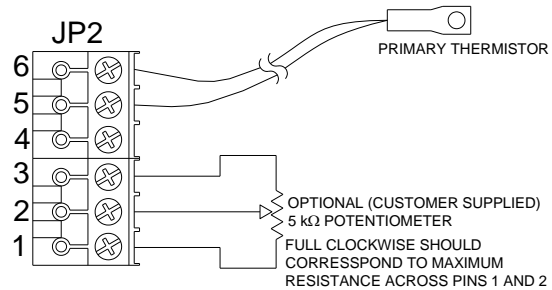 JP2
PRIMARY THERMISTOR
6
5
4
3
2
1
OPTIONAL (CUSTOMER SUPPLIED)
5 kΩ POTENTIOMETER
FULL CLOCKWISE SHOULD
CORRESSPOND TO MAXIMUM
RESISTANCE ACROSS PINS 1 AND 2